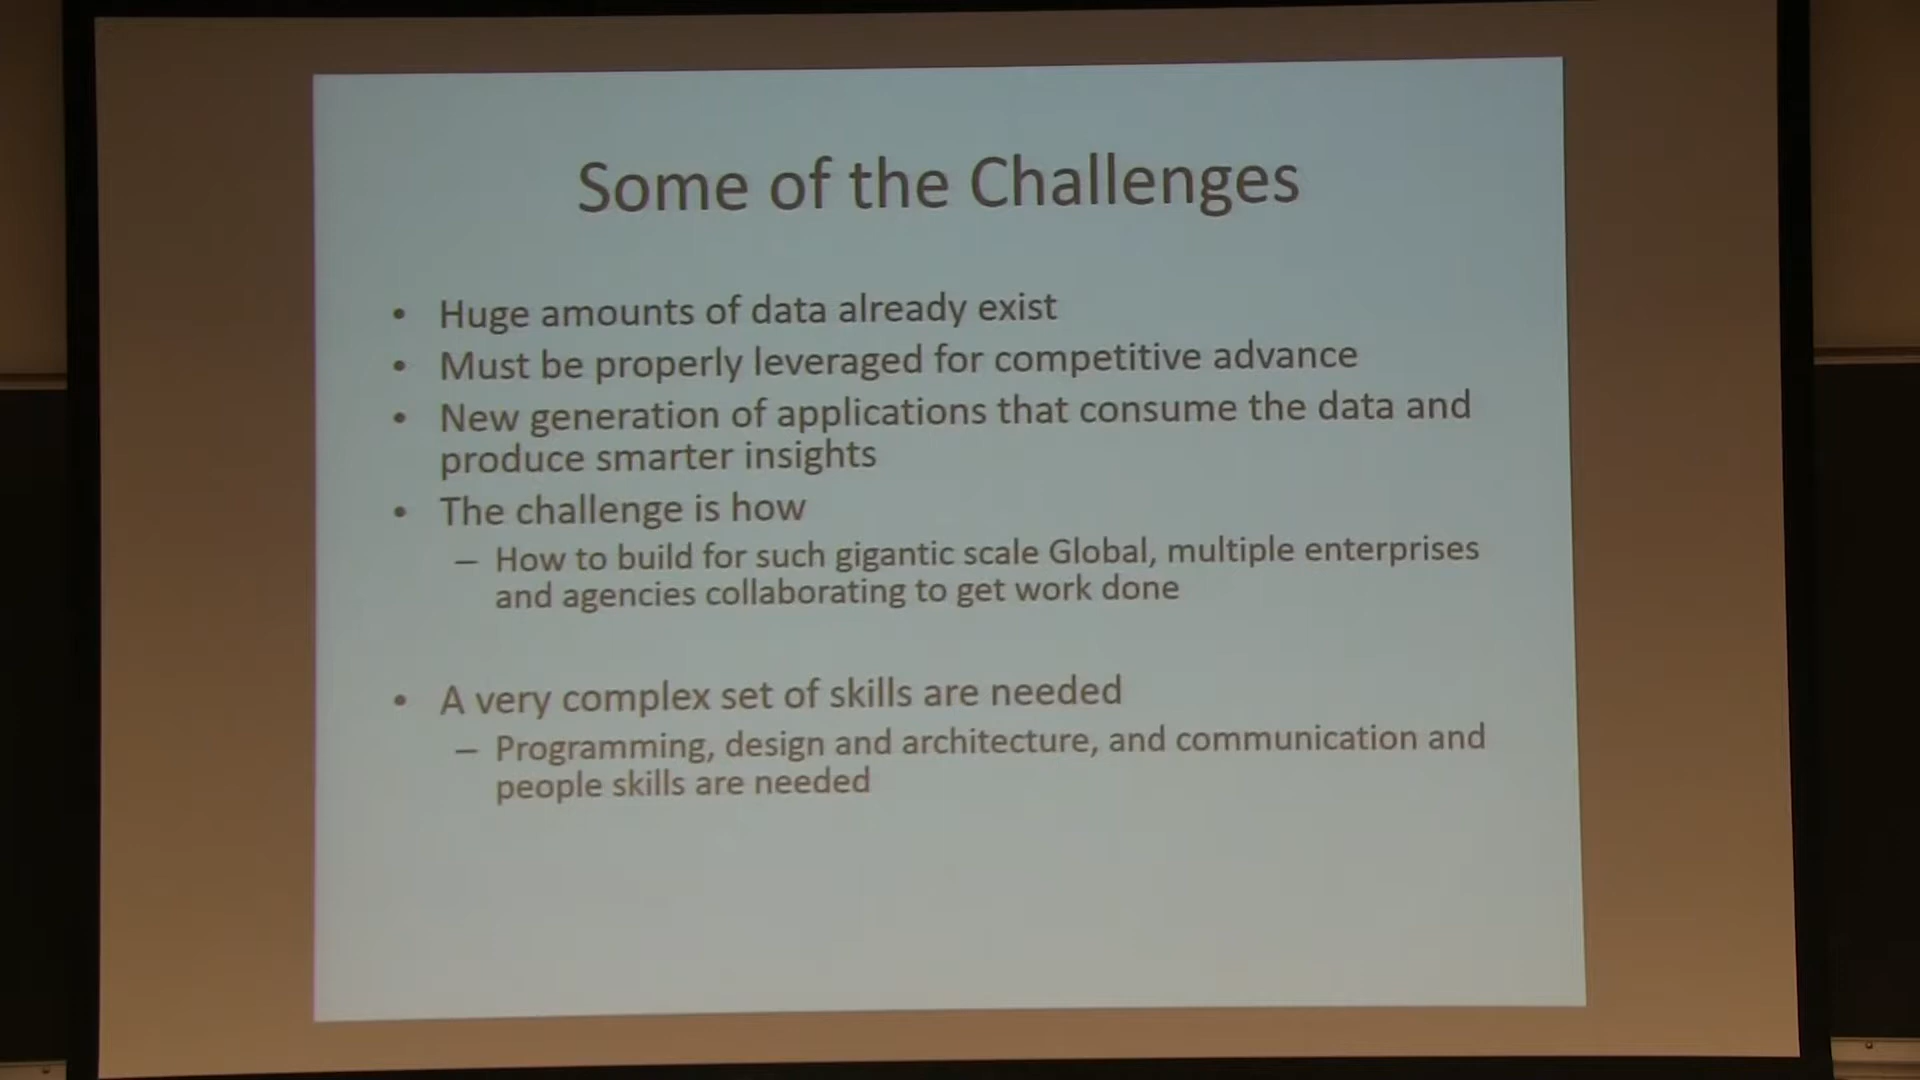 Some of the Challenges
• Huge amounts of data already exist
• Must be properly leveraged for competitive advance
• New generation of applications that consume the data and
produce smarter insights
• The challenge is how
– How to build for such gigantic scale Global, multiple enterprises
and agencies collaborating to get work done
• A very complex set of skills are needed
– Programming, design and architecture, and communication and
people skills are needed